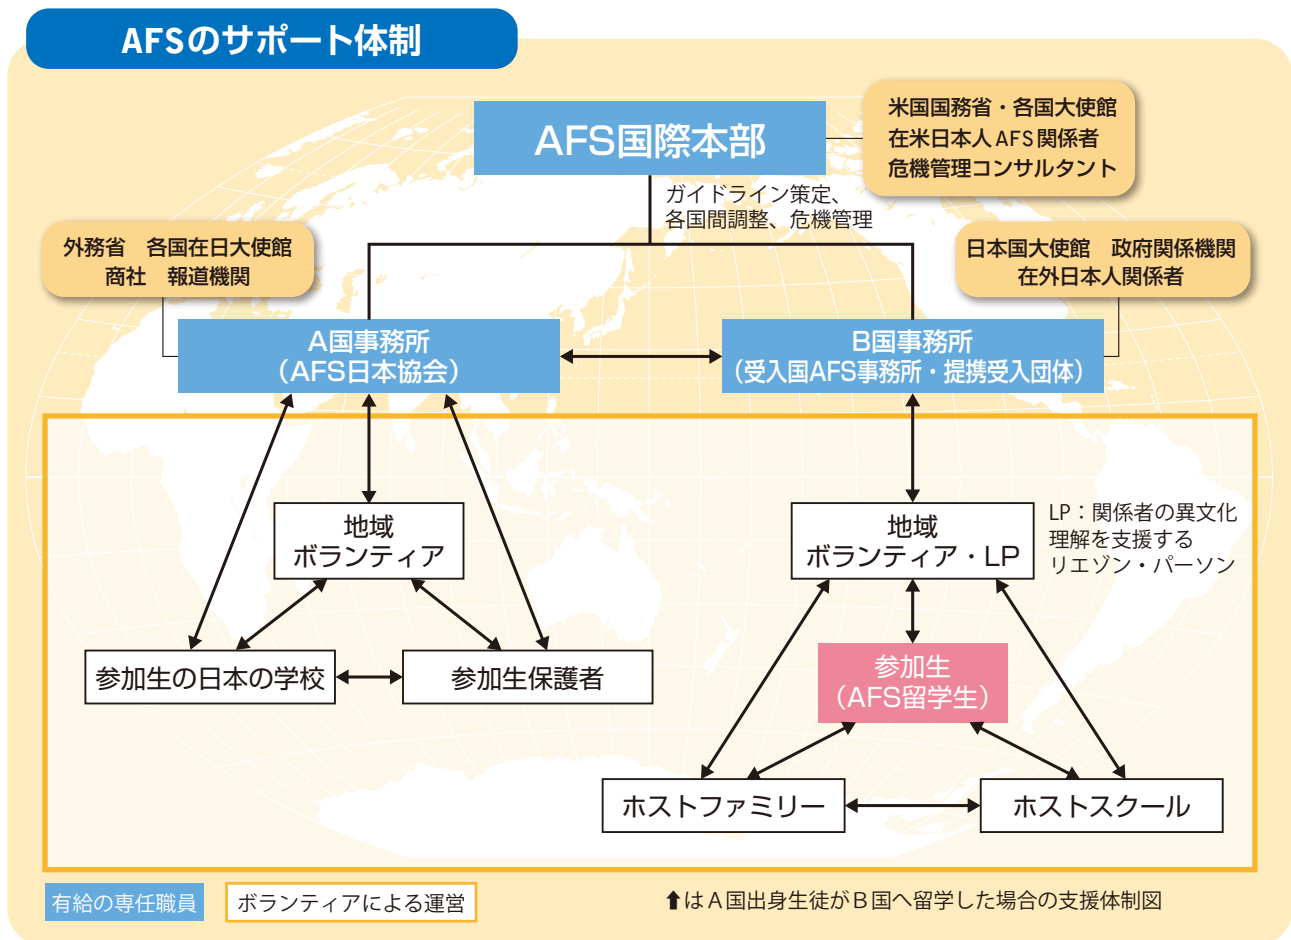 AFSのサポート体制
AFS国際本部
米国国務省・各国大使館
在米日本人AFS関係者
危機管理コンサルタント
ガイドライン策定、
各国間調整、危機管理
外務省　各国在日大使館
商社　報道機関
日本国大使館　政府関係機関
在外日本人関係者
A国事務所
（AFS日本協会）
B国事務所
（受入国AFS事務所・提携受入団体）
地域
ボランティア
地域
ボランティア・LP
LP：関係者の異文化
理解を支援する
リエゾン・パーソン
参加生の日本の学校
参加生保護者
参加生
（AFS留学生）
ホストファミリー
ホストスクール
有給の専任職員
ボランティアによる運営
⬆はA国出身生徒がB国へ留学した場合の支援体制図